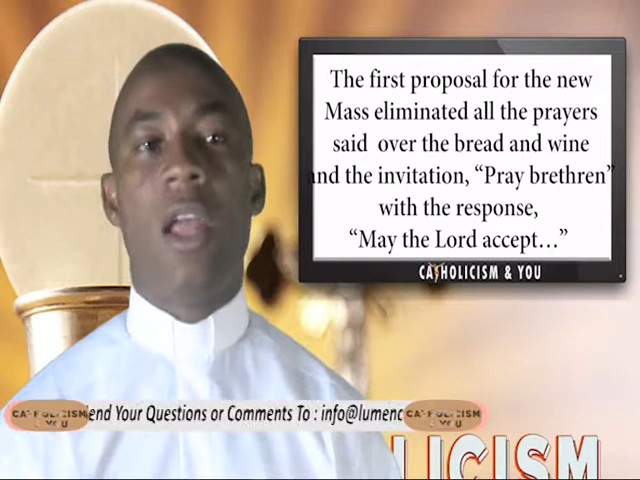 The first proposal for the new
Mass eliminated all the prayers
said over the bread and wine
and the invitation, “Pray brethren”
with the response,
“May the Lord accept…”
CATHOLICISM & YOU
CATHOLICISM & YOU
end Your Questions or Comments To : info@lumenc
CATHOLICISM & YOU
LICISM